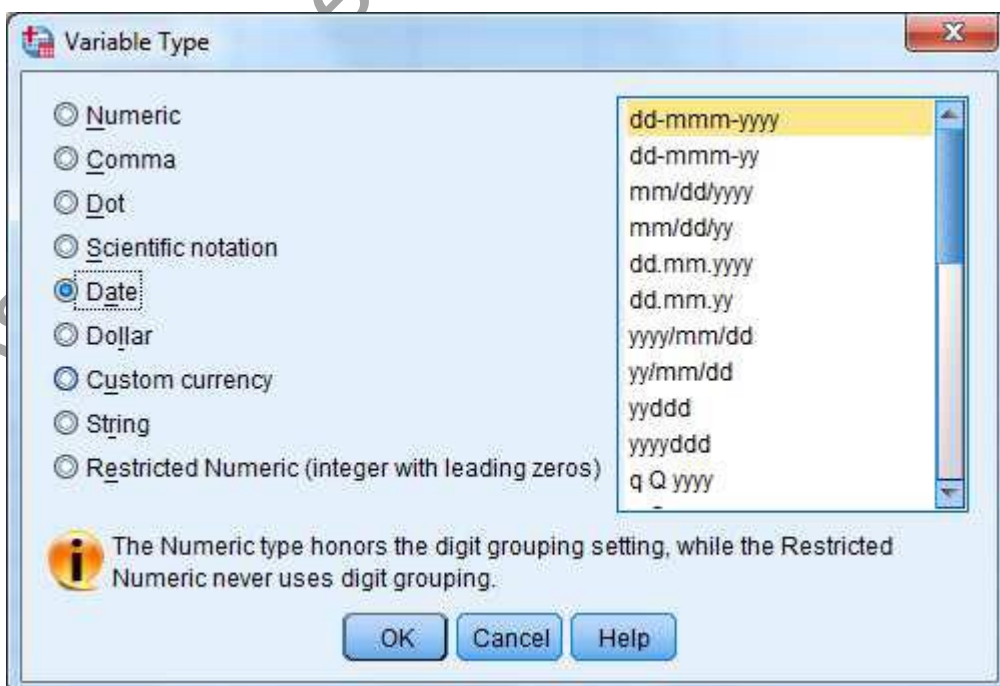 Variable Type
Numeric
Comma
Dot
Scientific notation
Date
Dollar
Custom currency
String
Restricted Numeric (integer with leading zeros)
dd-mmm-yyyy
dd-mmm-yy
mm/dd/yyyy
mm/dd/yy
dd.mm.yyyy
dd.mm.yy
yyyy/mm/dd
yy/mm/dd
yyddd
yyyyddd
q Q yyyy
The Numeric type honors the digit grouping setting, while the Restricted
Numeric never uses digit grouping.
OK Cancel Help